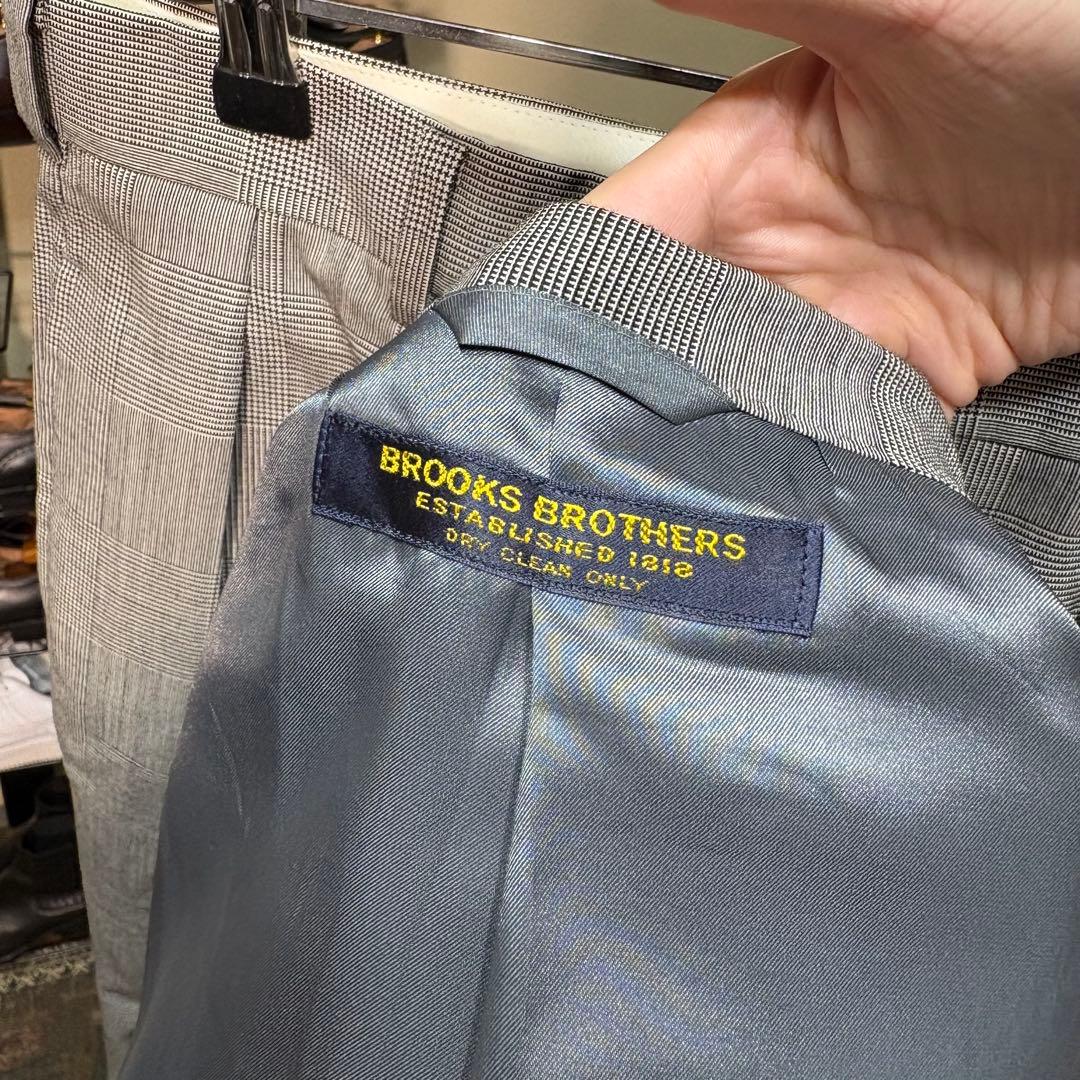 BROOKS BROTHERS
ESTABLISHED 1818
DRY CLEAN ONLY